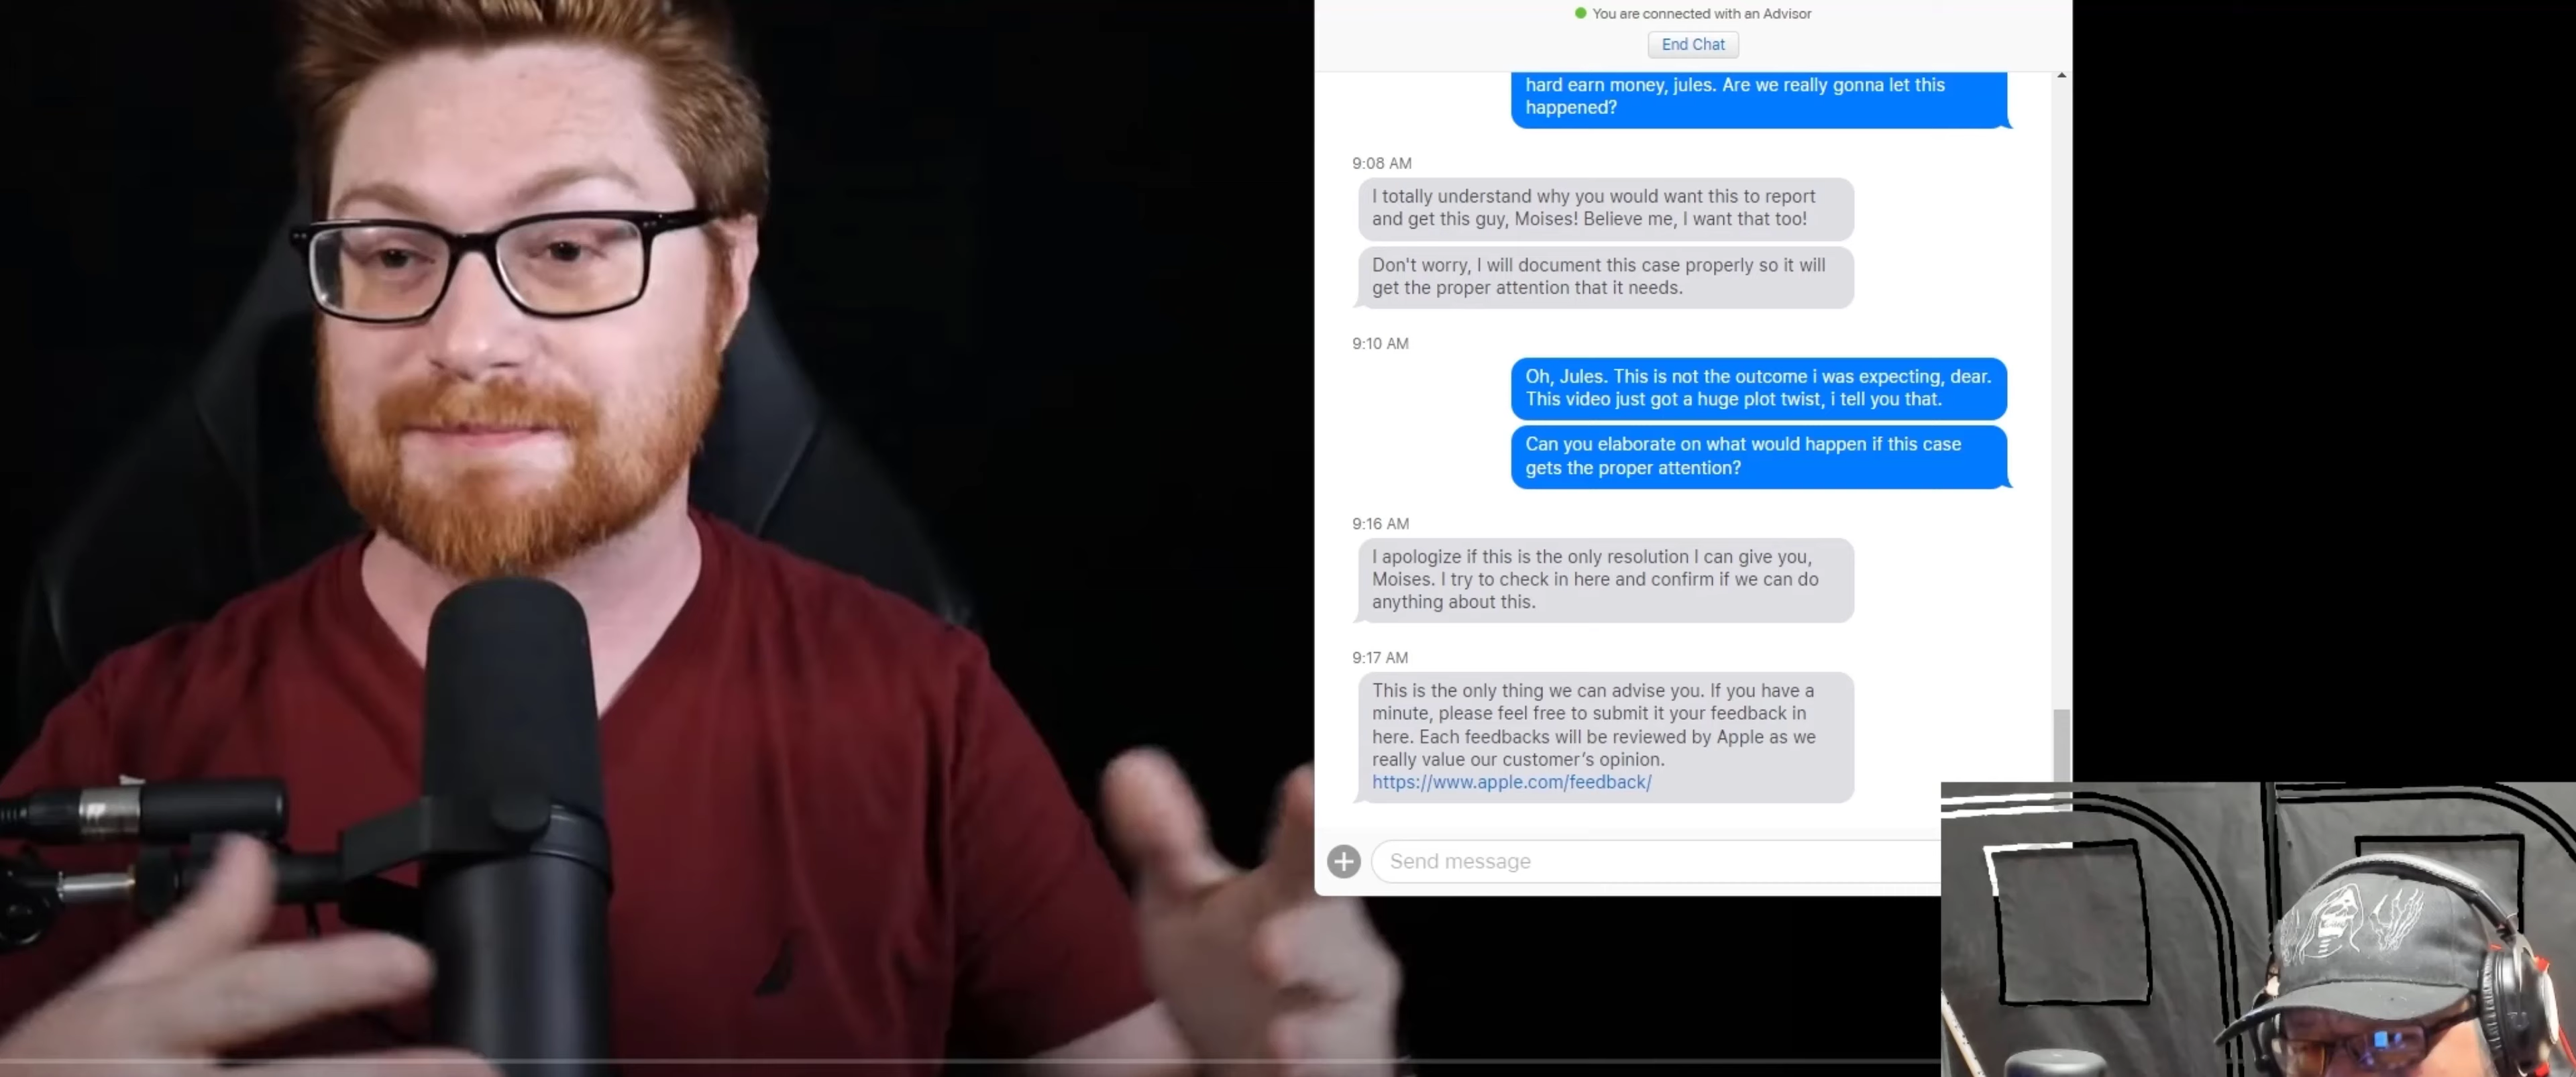 You are connected with an Advisor
End Chat
hard earn money, jules. Are we really gonna let this
happened?
9:08 AM
I totally understand why you would want this to report
and get this guy, Moises! Believe me, I want that too!
Don't worry, I will document this case properly so it will
get the proper attention that it needs.
9:10 AM
Oh, Jules. This is not the outcome i was expecting, dear.
This video just got a huge plot twist, i tell you that.
Can you elaborate on what would happen if this case
gets the proper attention?
9:16 AM
I apologize if this is the only resolution I can give you,
Moises. I try to check in here and confirm if we can do
anything about this.
9:17 AM
This is the only thing we can advise you. If you have a
minute, please feel free to submit it your feedback in
here. Each feedbacks will be reviewed by Apple as we
really value our customer’s opinion.
https://www.apple.com/feedback/
Send message